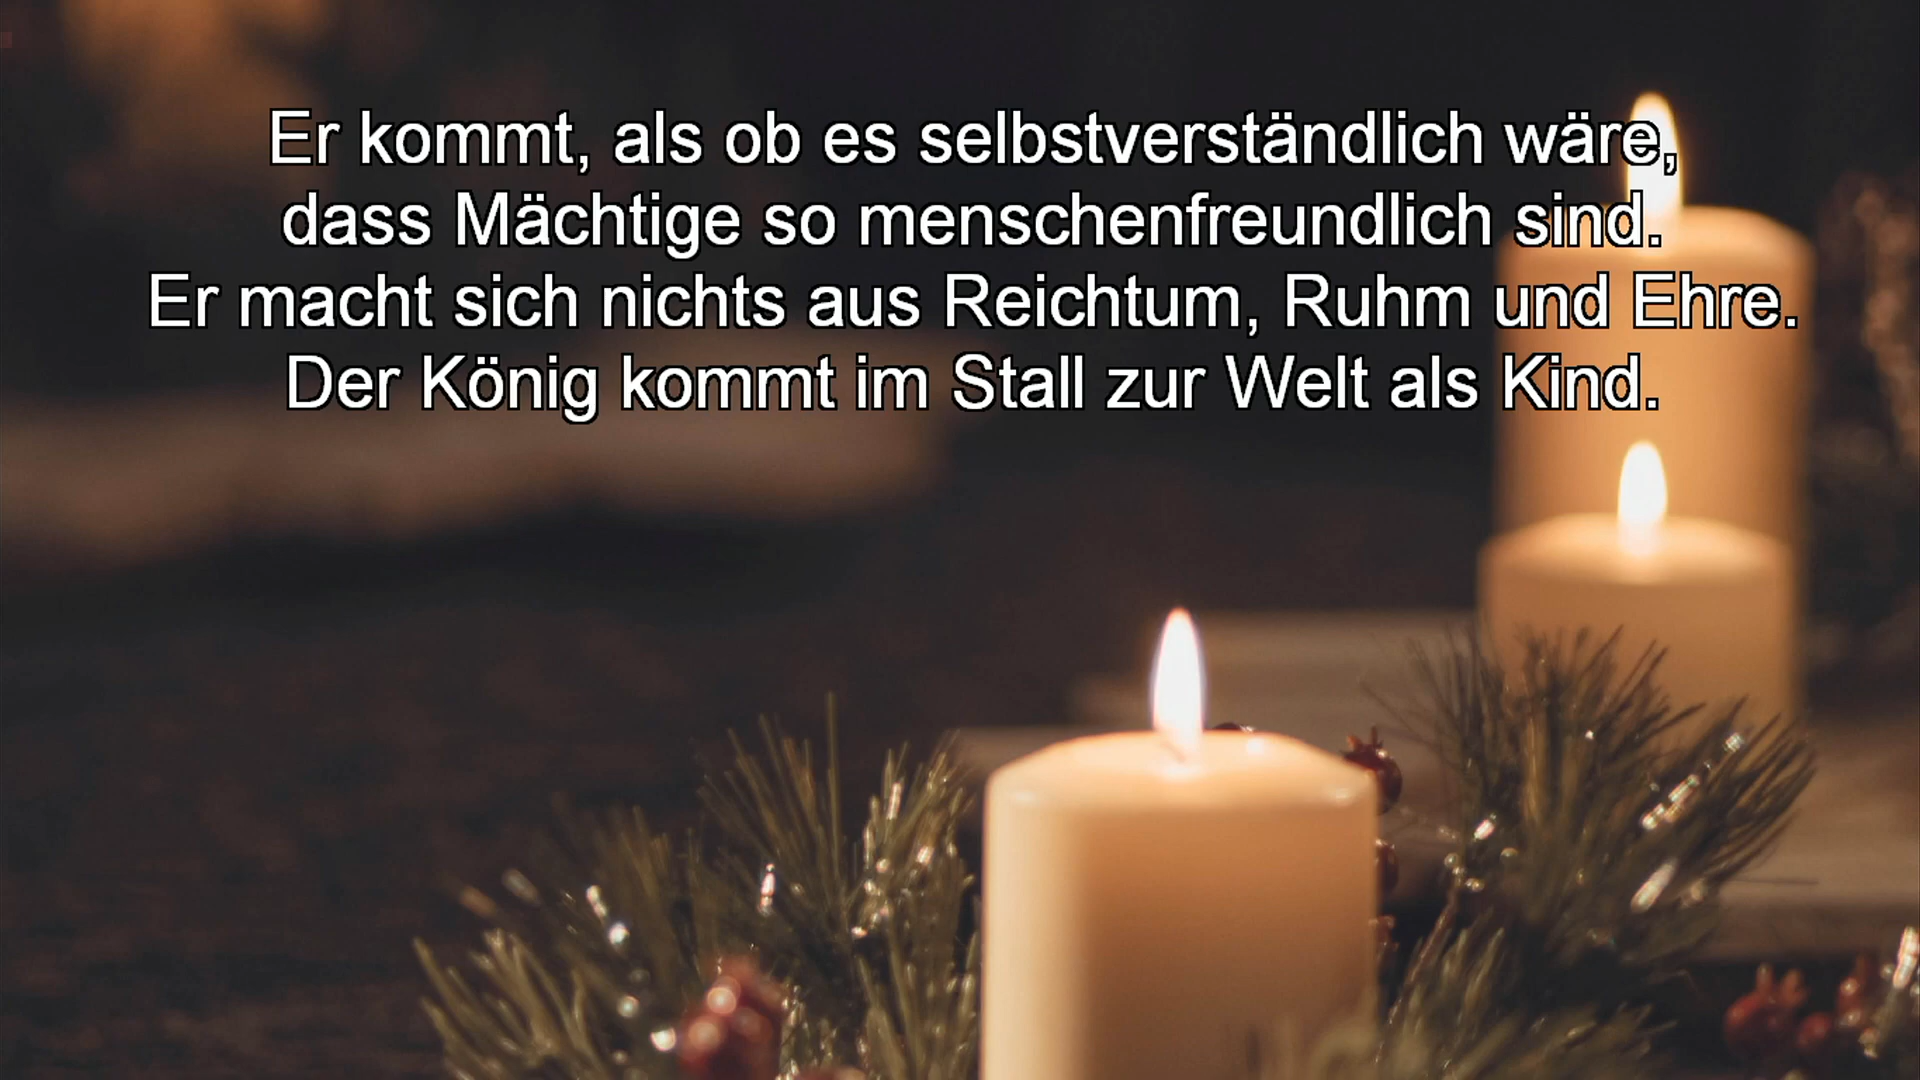 Er kommt, als ob es selbstverständlich wäre,
dass Mächtige so menschenfreundlich sind.
Er macht sich nichts aus Reichtum, Ruhm und Ehre.
Der König kommt im Stall zur Welt als Kind.